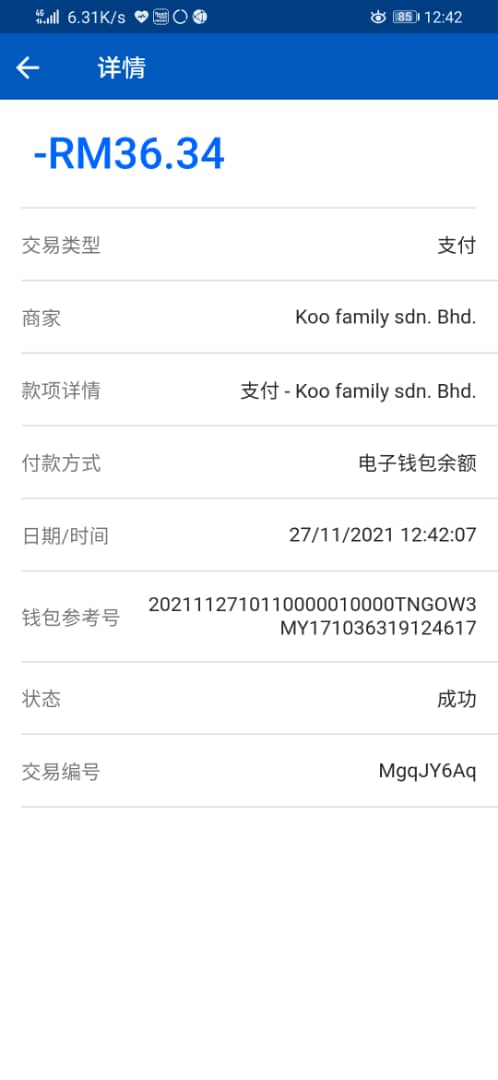 4G 6.31K/s 85 12:42
详情
-RM36.34
交易类型 支付
商家 Koo family sdn. Bhd.
款项详情 支付 - Koo family sdn. Bhd.
付款方式 电子钱包余额
日期/时间 27/11/2021 12:42:07
钱包参考号 2021112710110000010000TNGOW3
MY171036319124617
状态 成功
交易编号 MgqJY6Aq